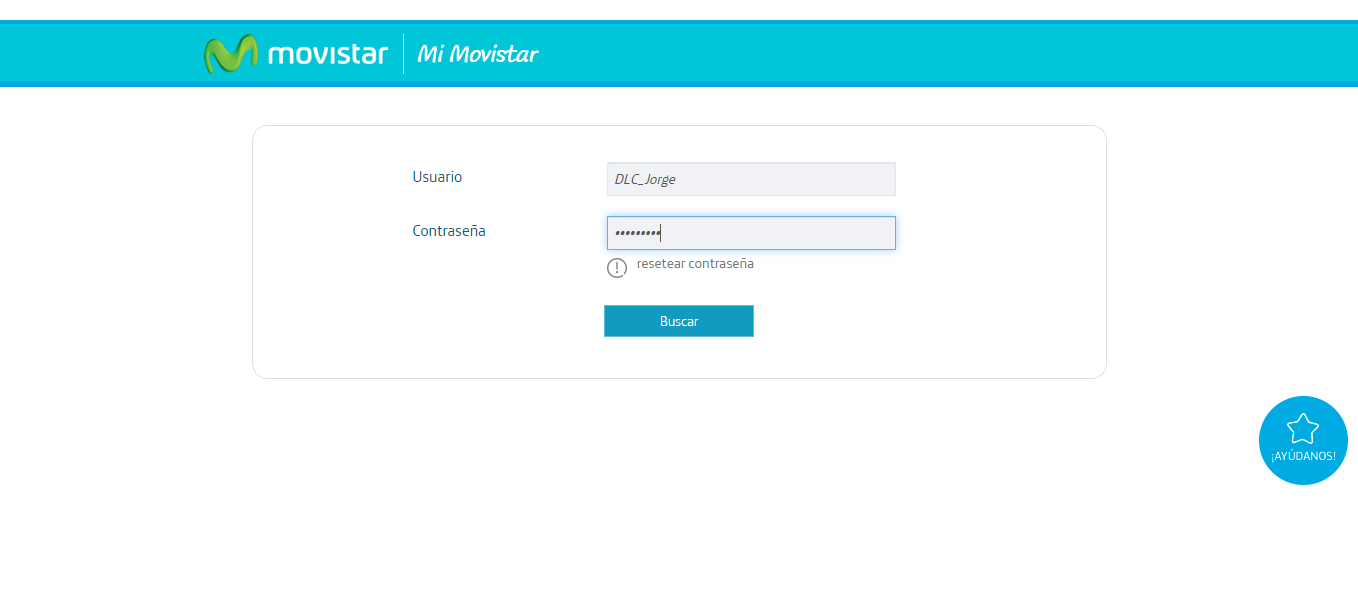 movistar Mi Movistar
Usuario DLC_Jorge
Contraseña •••••••••
resetear contraseña
Buscar
¡AYÚDANOS!